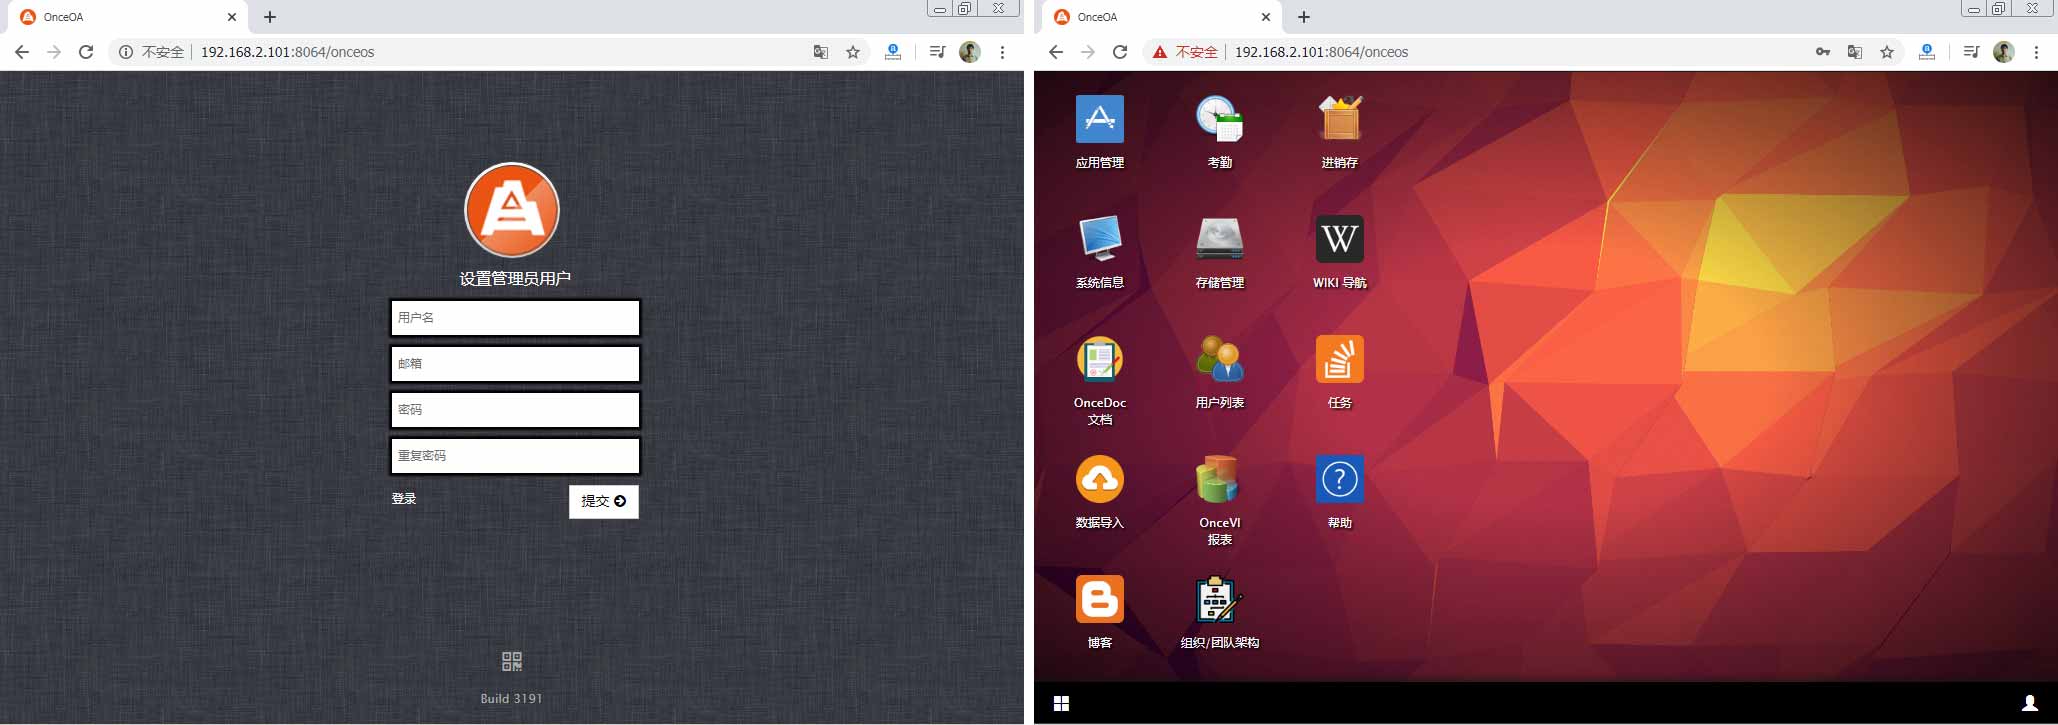 OnceOA
不安全 192.168.2.101:8064/onceos
设置管理员用户
用户名
邮箱
密码
重复密码
登录
提交
Build 3191
OnceOA
不安全 192.168.2.101:8064/onceos
应用管理 考勤 进销存
系统信息 存储管理 WIKI 导航
OnceDoc 用户列表 任务
文档
数据导入 OnceVI 帮助
报表
博客 组织/团队架构